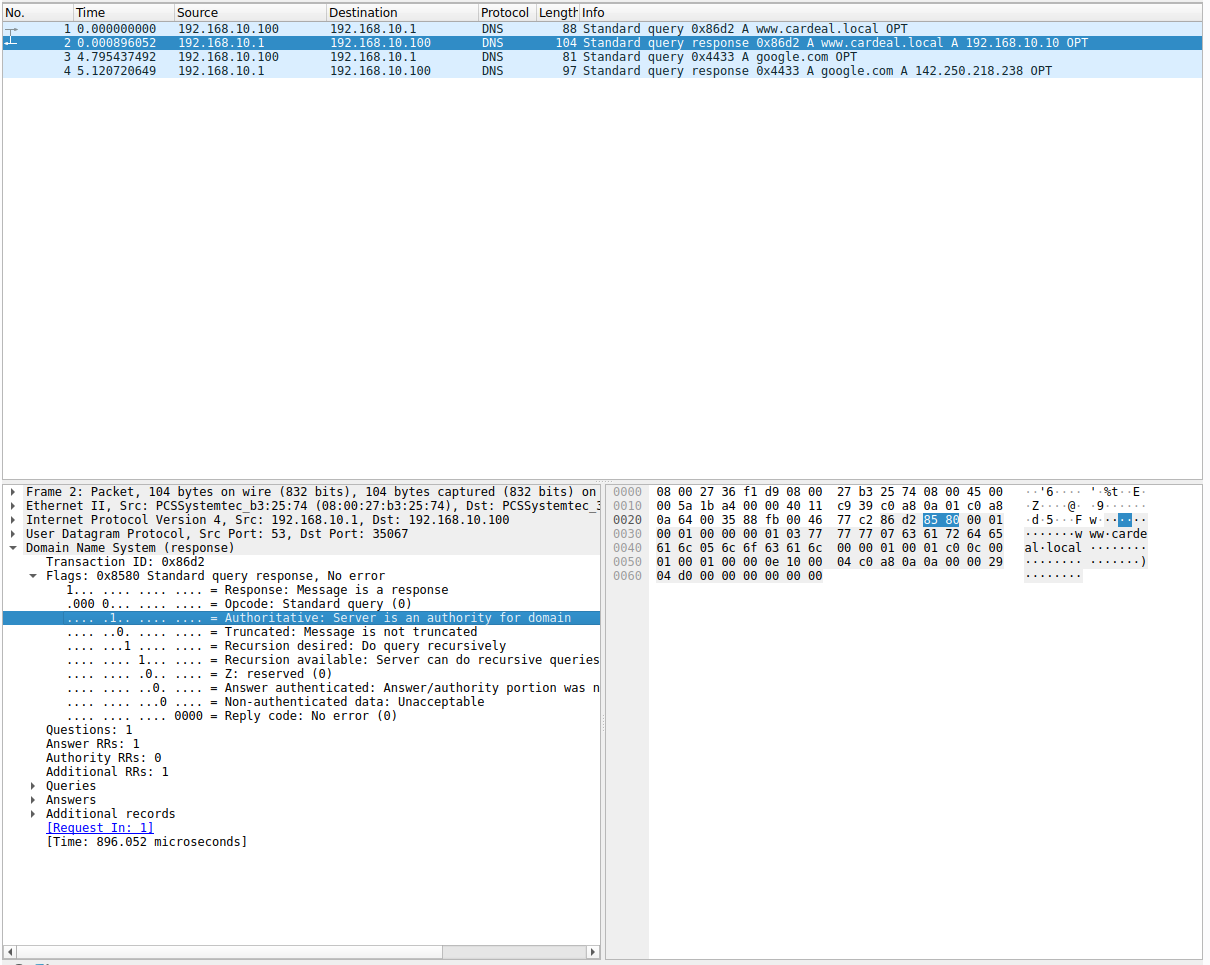 No. Time Source Destination Protocol Length Info
1 0.000000000 192.168.10.100 192.168.10.1 DNS 88 Standard query 0x86d2 A www.cardeal.local OPT
2 0.000896052 192.168.10.1 192.168.10.100 DNS 104 Standard query response 0x86d2 A www.cardeal.local A 192.168.10.10 OPT
3 4.795437492 192.168.10.100 192.168.10.1 DNS 81 Standard query 0x4433 A google.com OPT
4 5.120720649 192.168.10.1 192.168.10.100 DNS 97 Standard query response 0x4433 A google.com A 142.250.218.238 OPT
Frame 2: Packet, 104 bytes on wire (832 bits), 104 bytes captured (832 bits) on
Ethernet II, Src: PCSSystemtec_b3:25:74 (08:00:27:b3:25:74), Dst: PCSSystemtec_3
Internet Protocol Version 4, Src: 192.168.10.1, Dst: 192.168.10.100
User Datagram Protocol, Src Port: 53, Dst Port: 35067
Domain Name System (response)
Transaction ID: 0x86d2
Flags: 0x8580 Standard query response, No error
1... .... .... .... = Response: Message is a response
.000 0... .... .... = Opcode: Standard query (0)
.... .1.. .... .... = Authoritative: Server is an authority for domain
.... ..0. .... .... = Truncated: Message is not truncated
.... ...1 .... .... = Recursion desired: Do query recursively
.... .... 1... .... = Recursion available: Server can do recursive queries
.... .... .0.. .... = Z: reserved (0)
.... .... ..0. .... = Answer authenticated: Answer/authority portion was n
.... .... ...0 .... = Non-authenticated data: Unacceptable
.... .... .... 0000 = Reply code: No error (0)
Questions: 1
Answer RRs: 1
Authority RRs: 0
Additional RRs: 1
Queries
Answers
Additional records
[Request In: 1]
[Time: 896.052 microseconds]
0000 08 00 27 36 f1 d9 08 00 27 b3 25 74 08 00 45 00 ··'6···· '·%t··E·
0010 00 5a 1b a4 00 00 40 11 c9 39 c0 a8 0a 01 c0 a8 ·Z····@· ·9······
0020 0a 64 00 35 88 fb 00 46 77 c2 86 d2 85 80 00 01 ·d·5···F w·······
0030 00 01 00 00 00 01 03 77 77 77 07 63 61 72 64 65 ·······w ww·carde
0040 61 6c 05 6c 6f 63 61 6c 00 00 01 00 01 c0 0c 00 al·local ········
0050 01 00 01 00 00 0e 10 00 04 c0 a8 0a 0a 00 00 29 ········ ·······)
0060 04 d0 00 00 00 00 00 00 ········